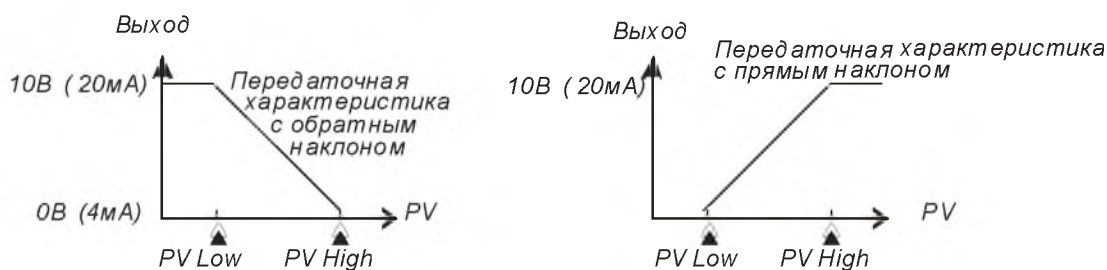 Выход
10В (20мА)
Передаточная
характеристика
с обратным
наклоном
0В (4мА)
PV
PV Low
PV High
Выход
Передаточная характеристика
с прямым наклоном
10В (20мА)
PV
PV Low
PV High